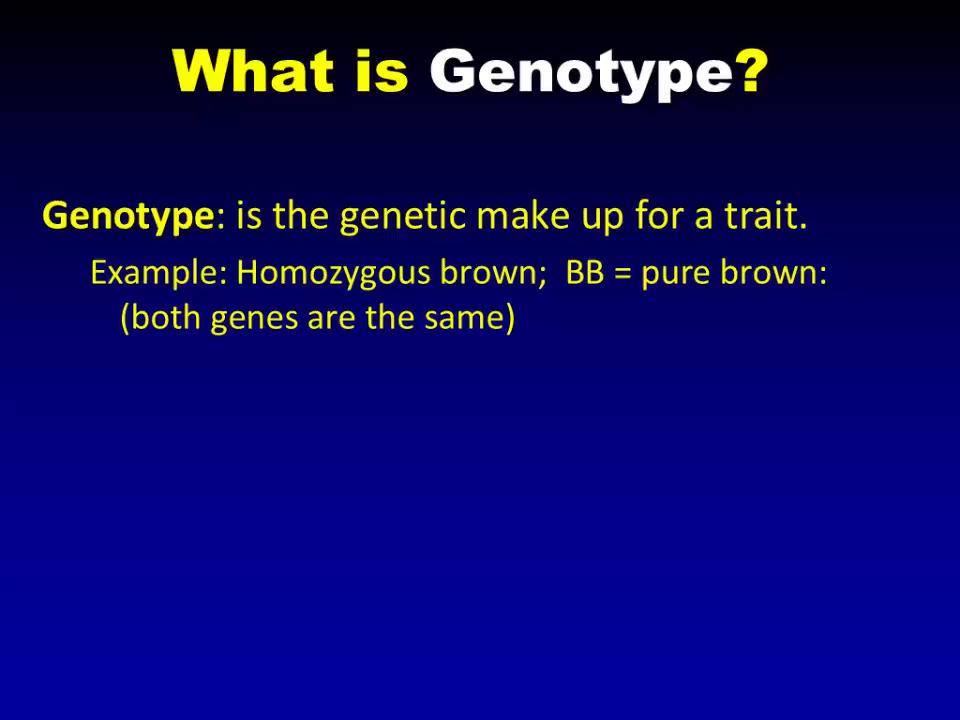 What is Genotype?
Genotype: is the genetic make up for a trait.
Example: Homozygous brown;  BB = pure brown:
(both genes are the same)